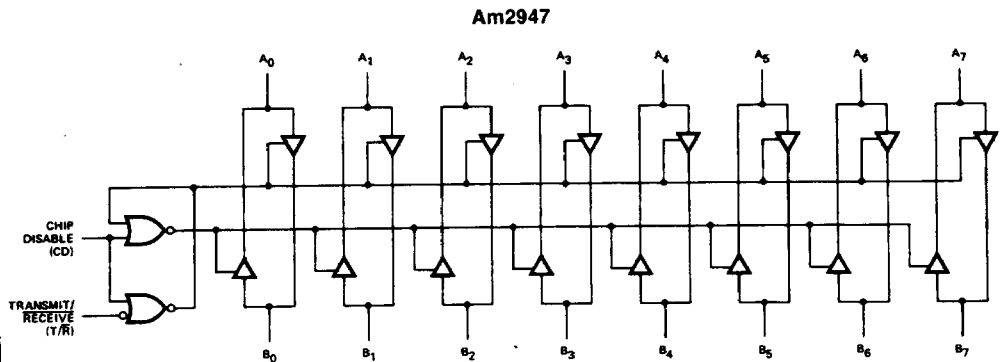 Am2947
A0 A1 A2 A3 A4 A5 A6 A7
CHIP
DISABLE
(CD)
TRANSMIT/
RECEIVE
(T/R̅)
B0 B1 B2 B3 B4 B5 B6 B7